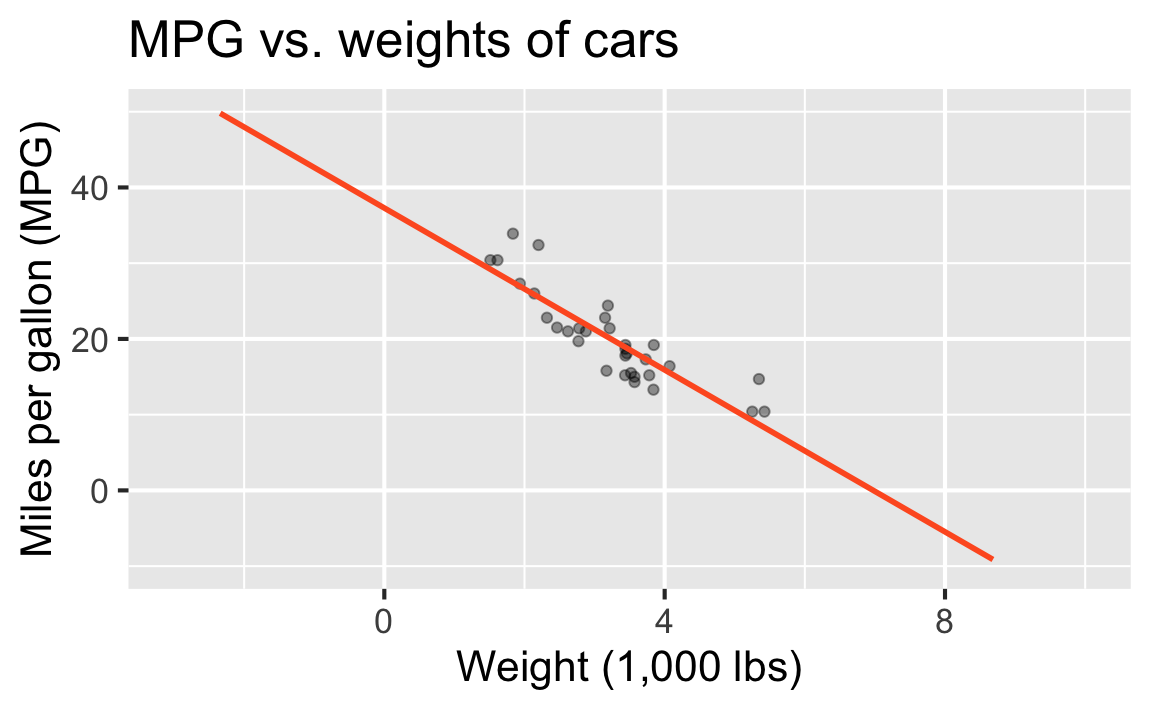 MPG vs. weights of cars
Miles per gallon (MPG)
40
20
0
0 4 8
Weight (1,000 lbs)